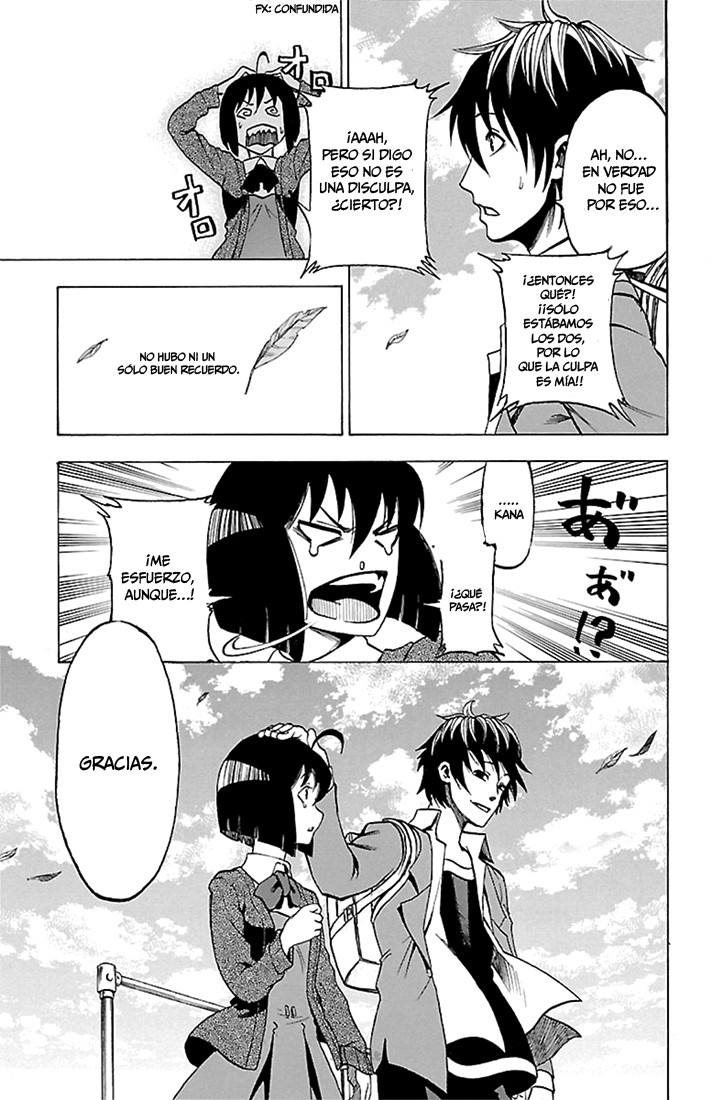 FX: CONFUNDIDA
AH, NO...
EN VERDAD
NO FUE
POR ESO...
¡AAAH,
PERO SI DIGO
ESO NO ES
UNA DISCULPA,
¿CIERTO?!
オロ
オロ
¡¿ENTONCES
QUÉ?!
¡¡SÓLO
ESTÁBAMOS
LOS DOS,
POR LO
QUE LA CULPA
ES MÍA!!
NO HUBO NI UN
SÓLO BUEN RECUERDO.
.....
KANA
あ゛
あ゛!?
¡¿QUÉ
PASA?!
¡ME
ESFUERZO,
AUNQUE...!
GRACIAS.